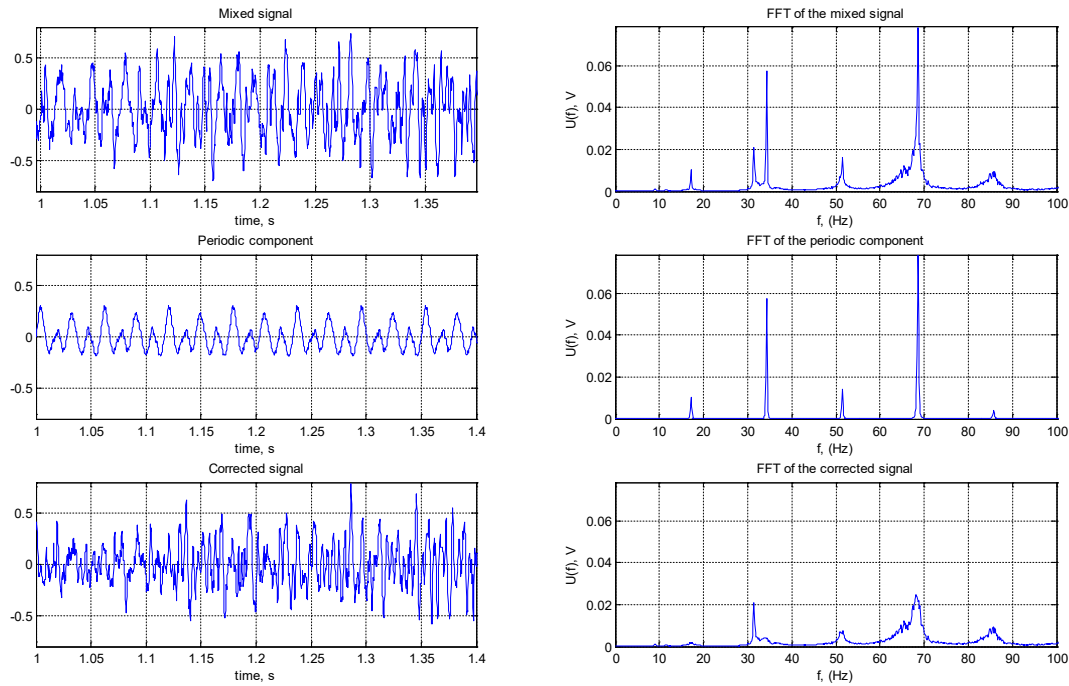 Mixed signal
0.5
0
-0.5
1 1.05 1.1 1.15 1.2 1.25 1.3 1.35
time, s
FFT of the mixed signal
U(f), V
0.06
0.04
0.02
0
0 10 20 30 40 50 60 70 80 90 100
f, (Hz)
Periodic component
0.5
0
-0.5
1 1.05 1.1 1.15 1.2 1.25 1.3 1.35 1.4
time, s
FFT of the periodic component
U(f), V
0.06
0.04
0.02
0
0 10 20 30 40 50 60 70 80 90 100
f, (Hz)
Corrected signal
0.5
0
-0.5
1 1.05 1.1 1.15 1.2 1.25 1.3 1.35 1.4
time, s
FFT of the corrected signal
U(f), V
0.06
0.04
0.02
0
0 10 20 30 40 50 60 70 80 90 100
f, (Hz)